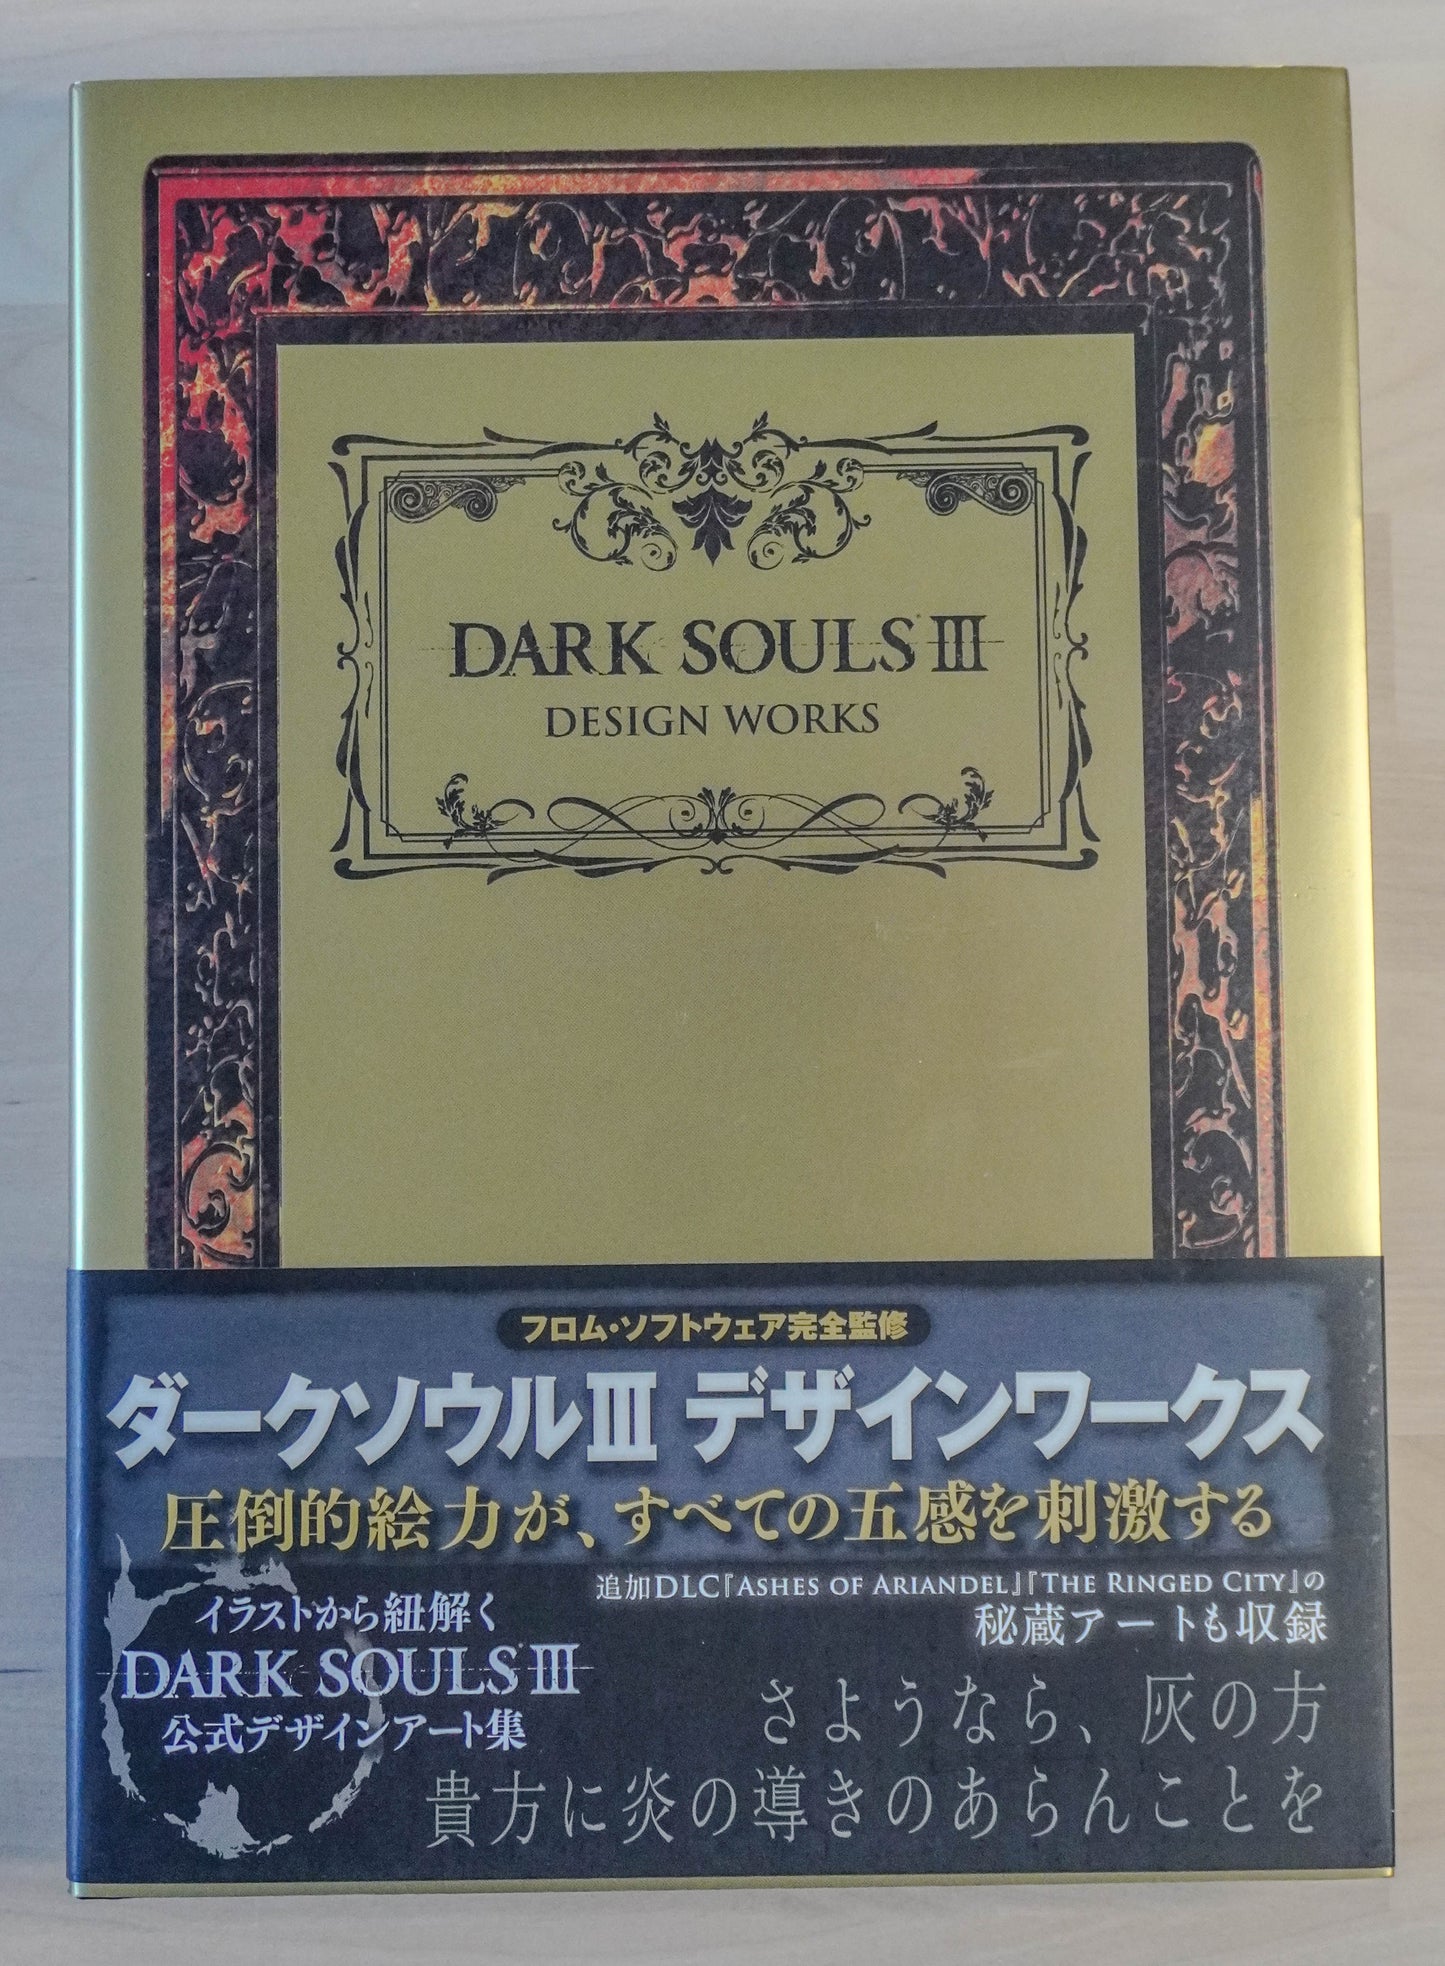 DARK SOULS III
DESIGN WORKS
フロム・ソフトウェア完全監修
ダークソウルIII デザインワークス
圧倒的絵力が、すべての五感を刺激する
追加DLC『ASHES OF ARIANDEL』『THE RINGED CITY』の
秘蔵アートも収録
イラストから紐解く
DARK SOULS III
公式デザインアート集
さようなら、灰の方
貴方に炎の導きのあらんことを